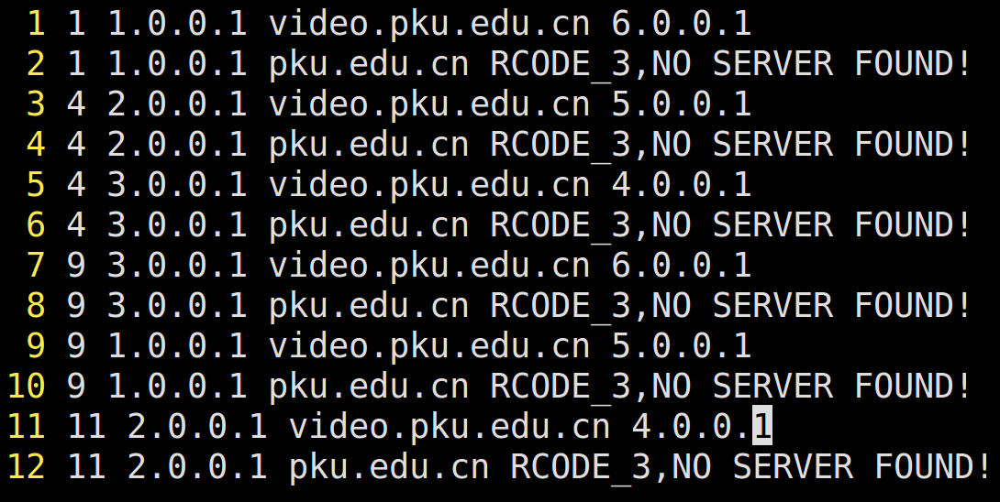 1 1 1.0.0.1 video.pku.edu.cn 6.0.0.1
2 1 1.0.0.1 pku.edu.cn RCODE_3,NO SERVER FOUND!
3 4 2.0.0.1 video.pku.edu.cn 5.0.0.1
4 4 2.0.0.1 pku.edu.cn RCODE_3,NO SERVER FOUND!
5 4 3.0.0.1 video.pku.edu.cn 4.0.0.1
6 4 3.0.0.1 pku.edu.cn RCODE_3,NO SERVER FOUND!
7 9 3.0.0.1 video.pku.edu.cn 6.0.0.1
8 9 3.0.0.1 pku.edu.cn RCODE_3,NO SERVER FOUND!
9 9 1.0.0.1 video.pku.edu.cn 5.0.0.1
10 9 1.0.0.1 pku.edu.cn RCODE_3,NO SERVER FOUND!
11 11 2.0.0.1 video.pku.edu.cn 4.0.0.1
12 11 2.0.0.1 pku.edu.cn RCODE_3,NO SERVER FOUND!